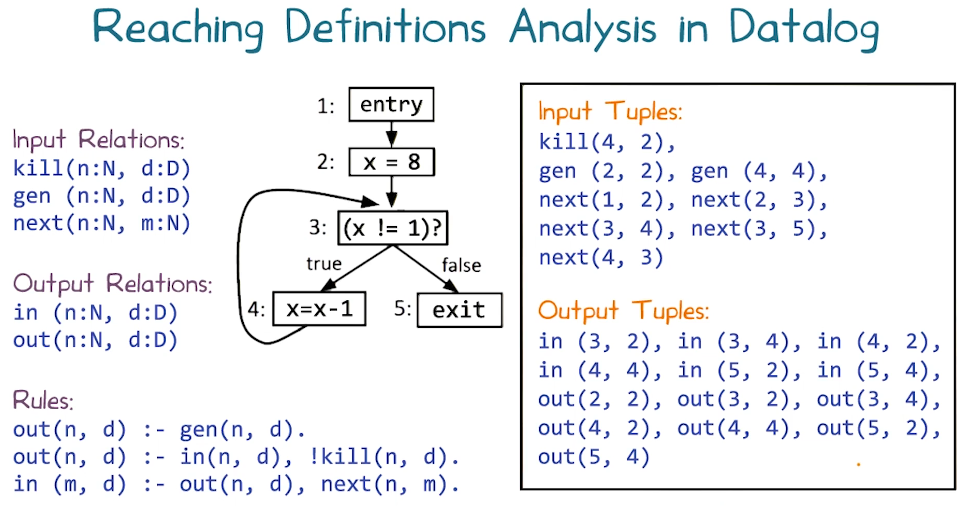 Reaching Definitions Analysis in Datalog
Input Relations:
kill(n:N, d:D)
gen (n:N, d:D)
next(n:N, m:N)
Output Relations:
in (n:N, d:D)
out(n:N, d:D)
Rules:
out(n, d) :- gen(n, d).
out(n, d) :- in(n, d), !kill(n, d).
in (m, d) :- out(n, d), next(n, m).
1: entry
2: x = 8
3: (x != 1)?
true false
4: x=x-1 5: exit
Input Tuples:
kill(4, 2),
gen (2, 2), gen (4, 4),
next(1, 2), next(2, 3),
next(3, 4), next(3, 5),
next(4, 3)
Output Tuples:
in (3, 2), in (3, 4), in (4, 2),
in (4, 4), in (5, 2), in (5, 4),
out(2, 2), out(3, 2), out(3, 4),
out(4, 2), out(4, 4), out(5, 2),
out(5, 4)